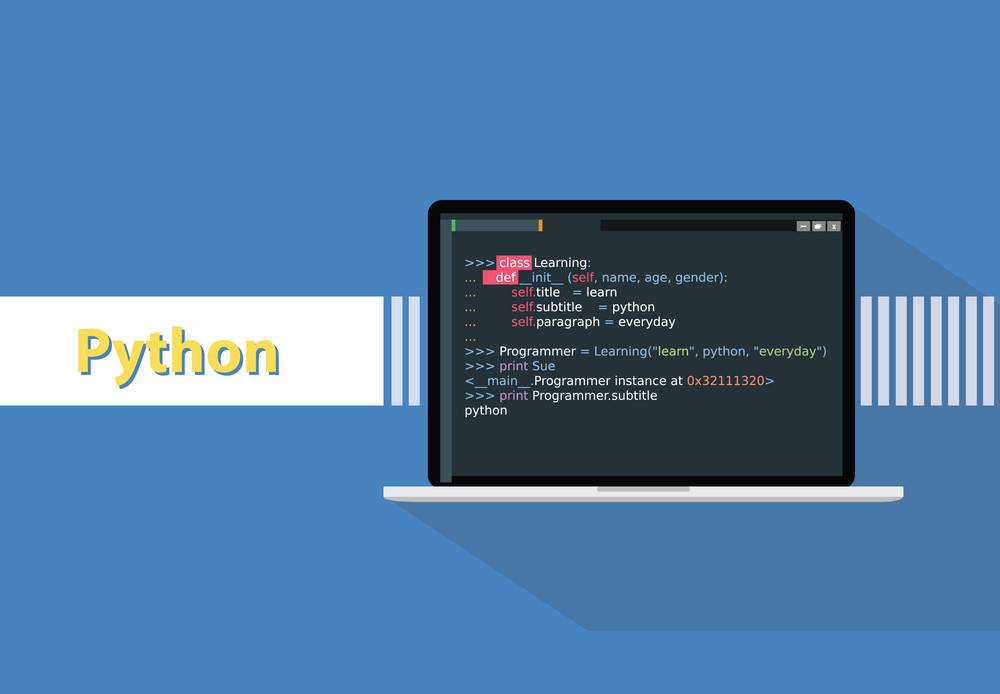 Python
>>> class Learning:
... def __init__ (self, name, age, gender):
... self.title = learn
... self.subtitle = python
... self.paragraph = everyday
...
>>> Programmer = Learning("learn", python, "everyday")
>>> print Sue
<__main__.Programmer instance at 0x32111320>
>>> print Programmer.subtitle
python